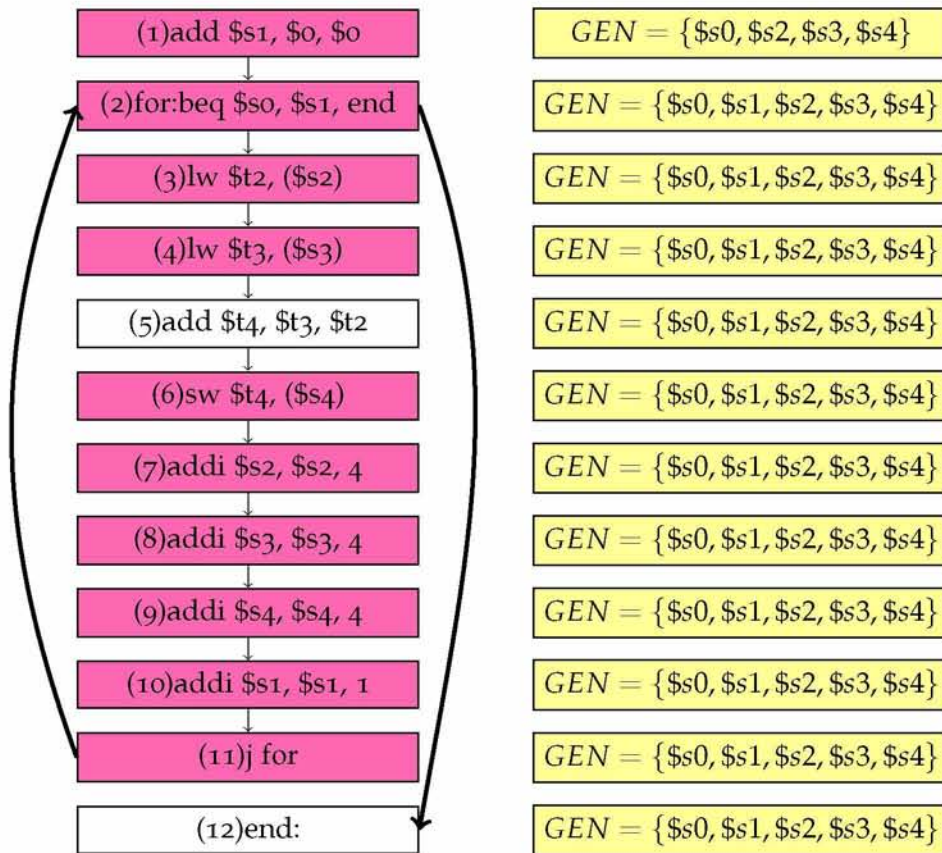 (1)add $s1, $0, $0 GEN = {$s0, $s2, $s3, $s4}
(2)for:beq $s0, $s1, end GEN = {$s0, $s1, $s2, $s3, $s4}
(3)lw $t2, ($s2) GEN = {$s0, $s1, $s2, $s3, $s4}
(4)lw $t3, ($s3) GEN = {$s0, $s1, $s2, $s3, $s4}
(5)add $t4, $t3, $t2 GEN = {$s0, $s1, $s2, $s3, $s4}
(6)sw $t4, ($s4) GEN = {$s0, $s1, $s2, $s3, $s4}
(7)addi $s2, $s2, 4 GEN = {$s0, $s1, $s2, $s3, $s4}
(8)addi $s3, $s3, 4 GEN = {$s0, $s1, $s2, $s3, $s4}
(9)addi $s4, $s4, 4 GEN = {$s0, $s1, $s2, $s3, $s4}
(10)addi $s1, $s1, 1 GEN = {$s0, $s1, $s2, $s3, $s4}
(11)j for GEN = {$s0, $s1, $s2, $s3, $s4}
(12)end: GEN = {$s0, $s1, $s2, $s3, $s4}